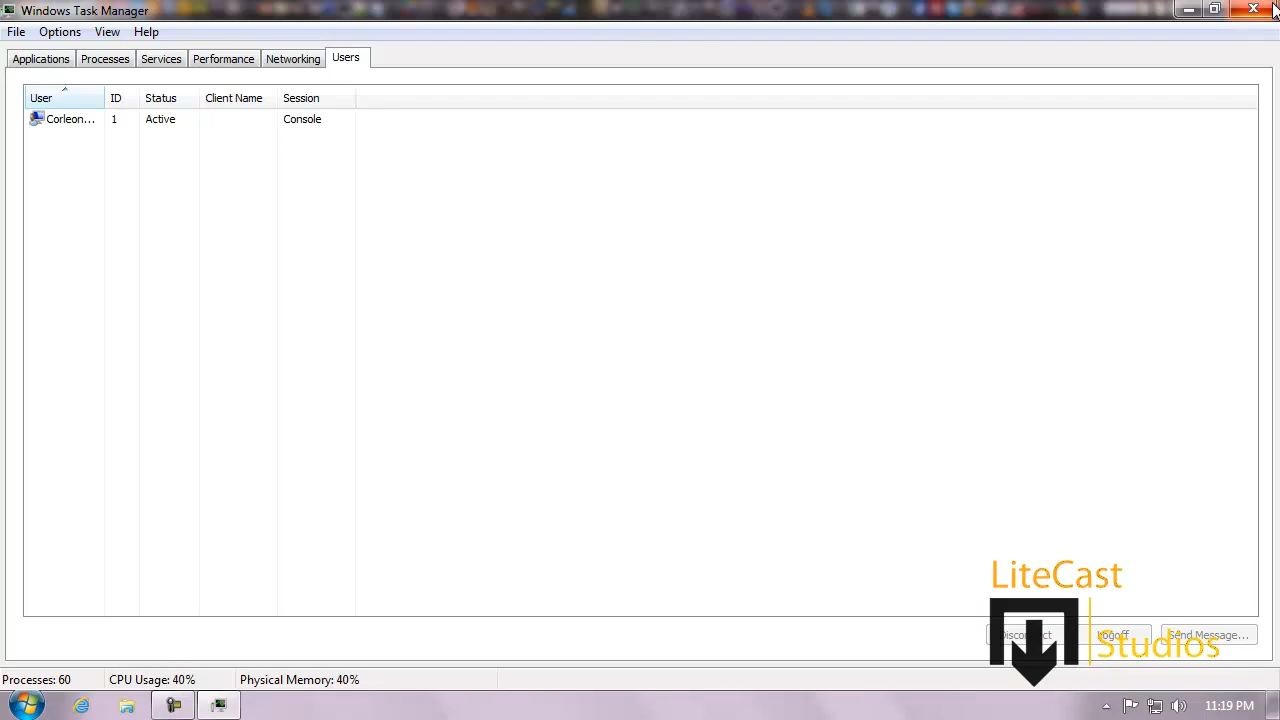 Windows Task Manager
File Options View Help
Applications Processes Services Performance Networking Users
User ID Status Client Name Session
Corleon... 1 Active Console
LiteCast
Disconnect Logoff Send Message...
Studios
Processes: 60 CPU Usage: 40% Physical Memory: 40%
11:19 PM